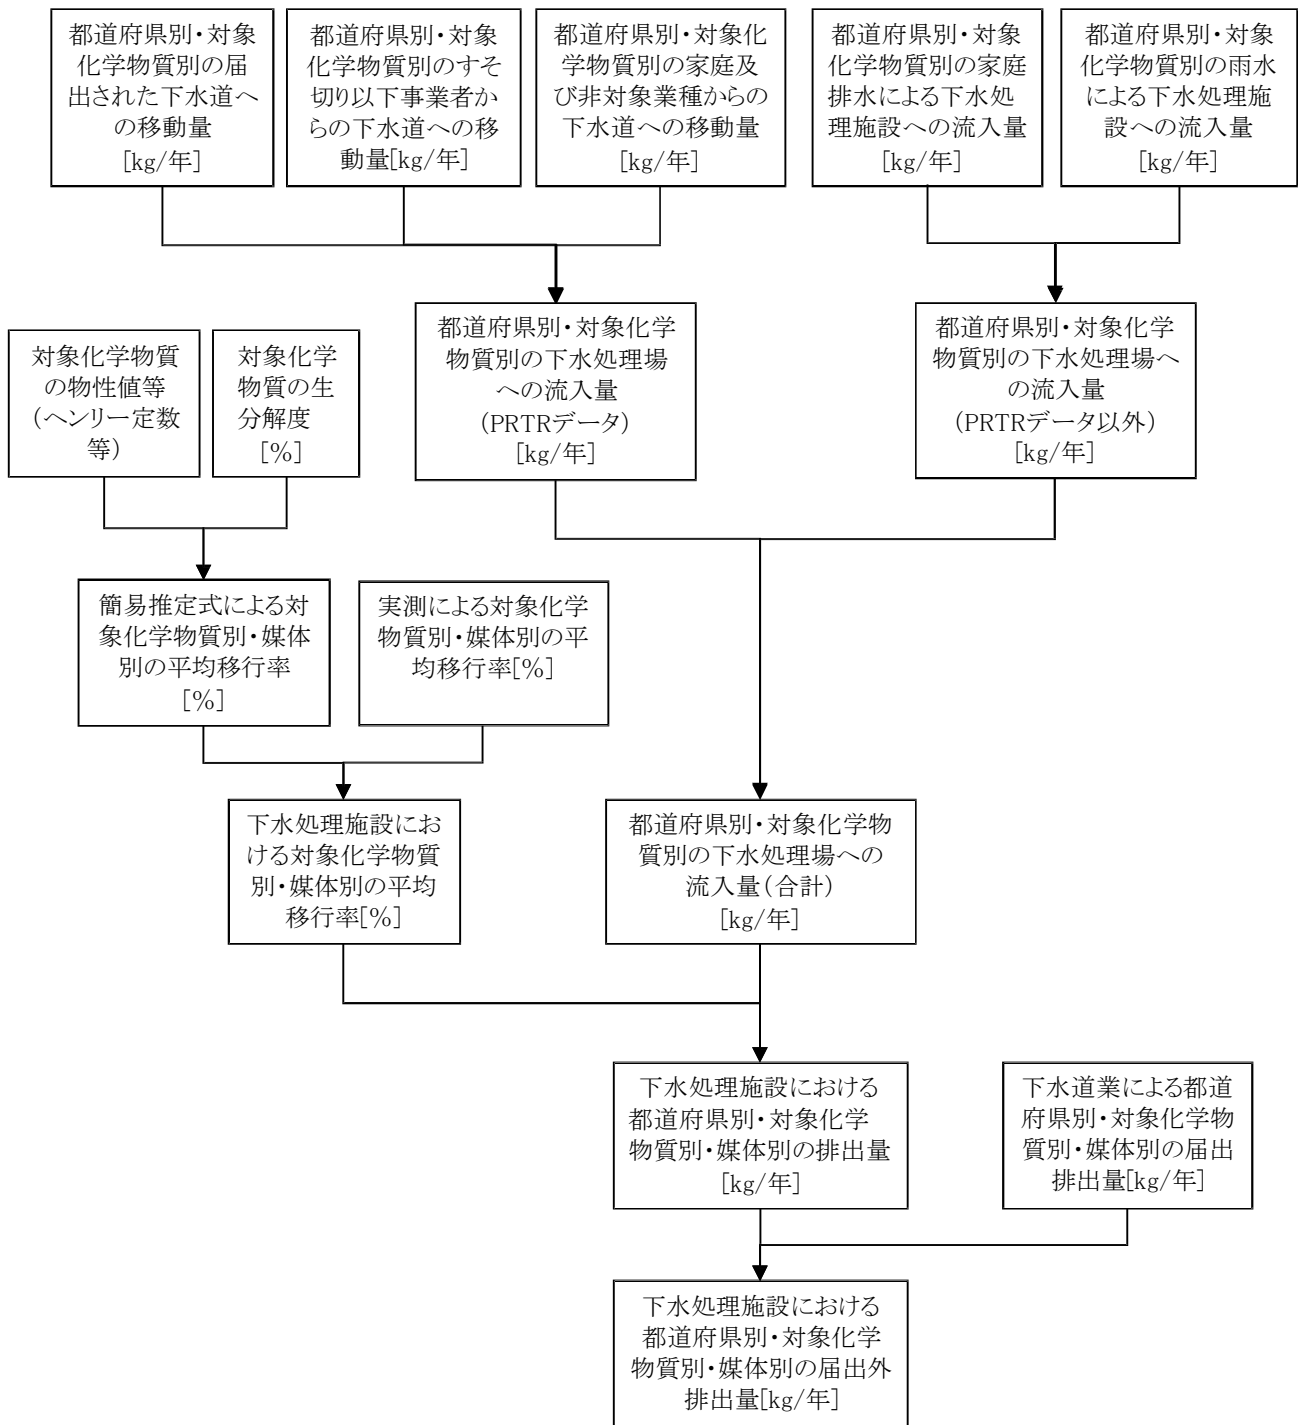 都道府県別・対象
化学物質別の届
出された下水道へ
の移動量
[kg/年]
都道府県別・対象
化学物質別のすそ
切り以下事業者か
らの下水道への移
動量[kg/年]
都道府県別・対象化
学物質別の家庭及
び非対象業種からの
下水道への移動量
[kg/年]
都道府県別・対象
化学物質別の家庭
排水による下水処
理施設への流入量
[kg/年]
都道府県別・対象
化学物質別の雨水
による下水処理施
設への流入量
[kg/年]
対象化学物質
の物性値等
(ヘンリー定数
等)
対象化学
物質の生
分解度
[%]
都道府県別・対象化学
物質別の下水処理場
への流入量
(PRTRデータ)
[kg/年]
都道府県別・対象化学
物質別の下水処理場へ
の流入量
(PRTRデータ以外)
[kg/年]
簡易推定式による対
象化学物質別・媒体
別の平均移行率
[%]
実測による対象化学
物質別・媒体別の平
均移行率[%]
下水処理施設にお
ける対象化学物質
別・媒体別の平均
移行率[%]
都道府県別・対象化学物
質別の下水処理場への
流入量(合計)
[kg/年]
下水処理施設における
都道府県別・対象化学
物質別・媒体別の排出量
[kg/年]
下水道業による都道
府県別・対象化学物
質別・媒体別の届出
排出量[kg/年]
下水処理施設における
都道府県別・対象化学
物質別・媒体別の届出外
排出量[kg/年]